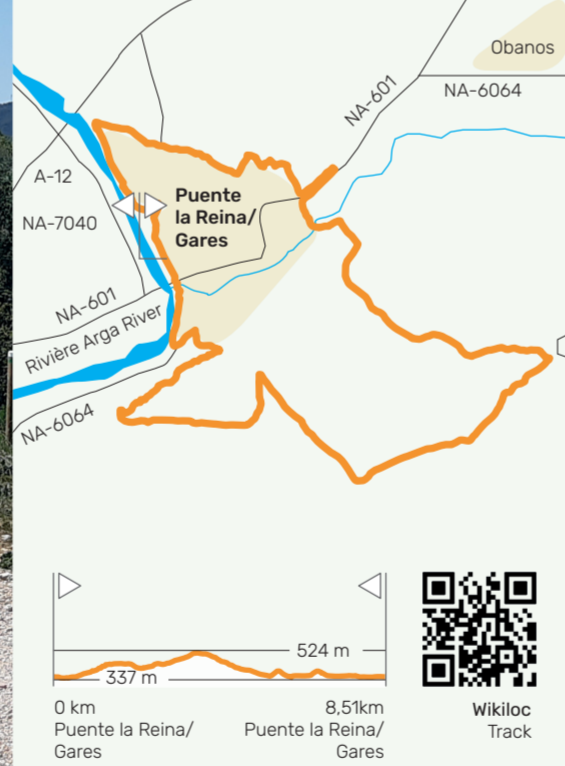 Obanos
NA-601
NA-6064
A-12
NA-7040
Puente
la Reina/
Gares
NA-601
Rivière Arga River
NA-6064
524 m
337 m
0 km
Puente la Reina/
Gares
8,51km
Puente la Reina/
Gares
Wikiloc
Track